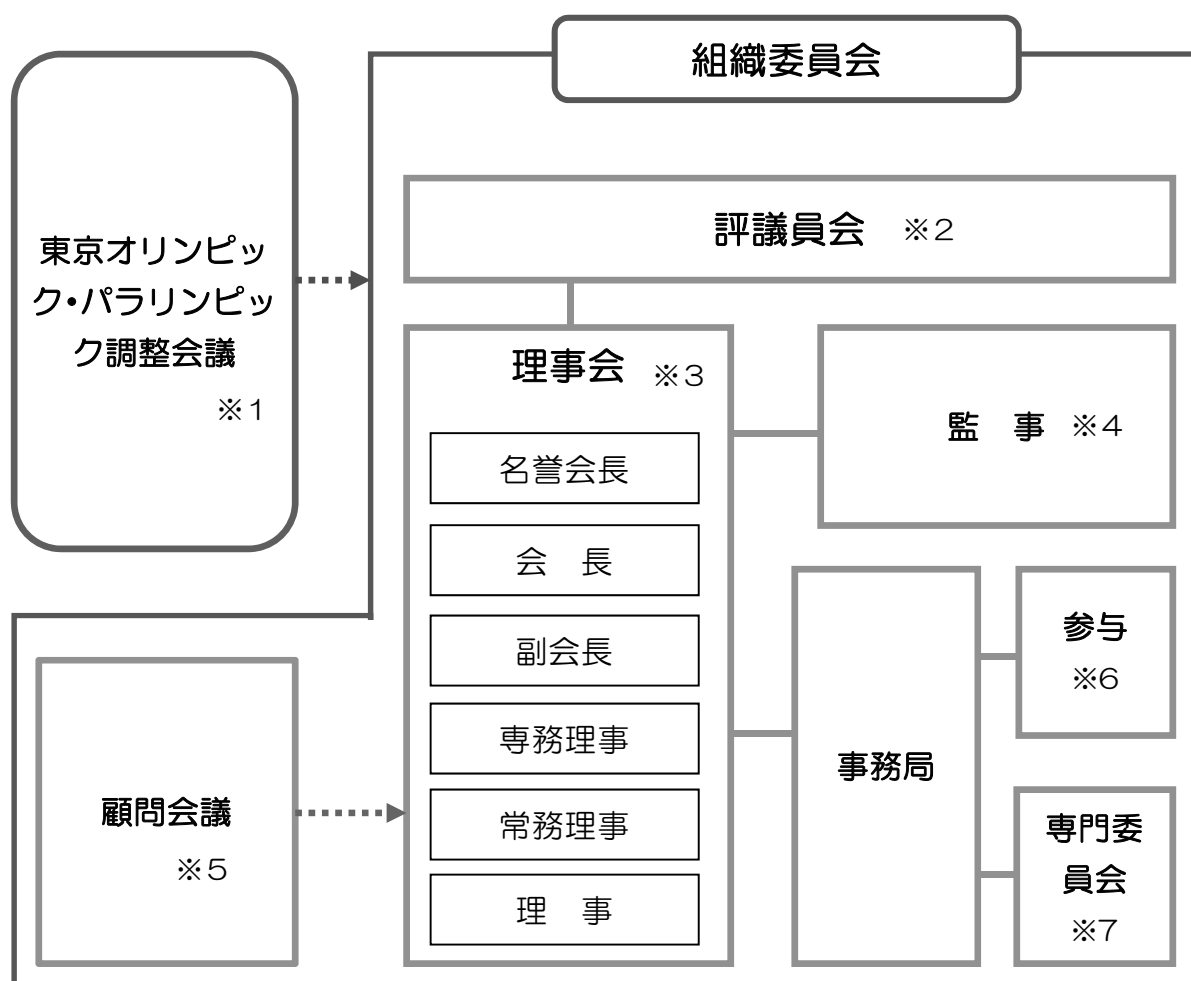 組織委員会
東京オリンピッ
ク・パラリンピッ
ク調整会議
※1
評議員会 ※2
理事会 ※3
名誉会長
会 長
副会長
専務理事
常務理事
理 事
監 事 ※4
顧問会議
※5
事務局
参与
※6
専門委
員会
※7